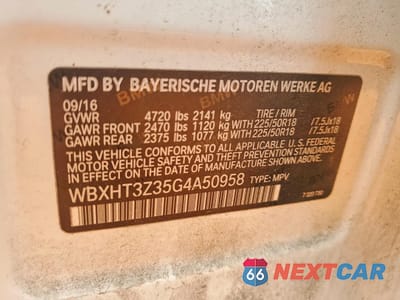 MFD BY BAYERISCHE MOTOREN WERKE AG
09/16
GVWR 4720 lbs 2141 kg TIRE / RIM
GAWR FRONT 2470 lbs 1120 kg WITH 225/50R18 /7.5Jx18
GAWR REAR 2375 lbs 1077 kg WITH 225/50R18 /7.5Jx18
THIS VEHICLE CONFORMS TO ALL APPLICABLE
FEDERAL MOTOR VEHICLE SAFETY, BUMPER, AND
THEFT PREVENTION STANDARDS IN EFFECT ON THE
DATE OF MANUFACTURE SHOWN ABOVE.
WBXHT3Z35G4A50958 TYPE: MPV
66 NEXTCAR